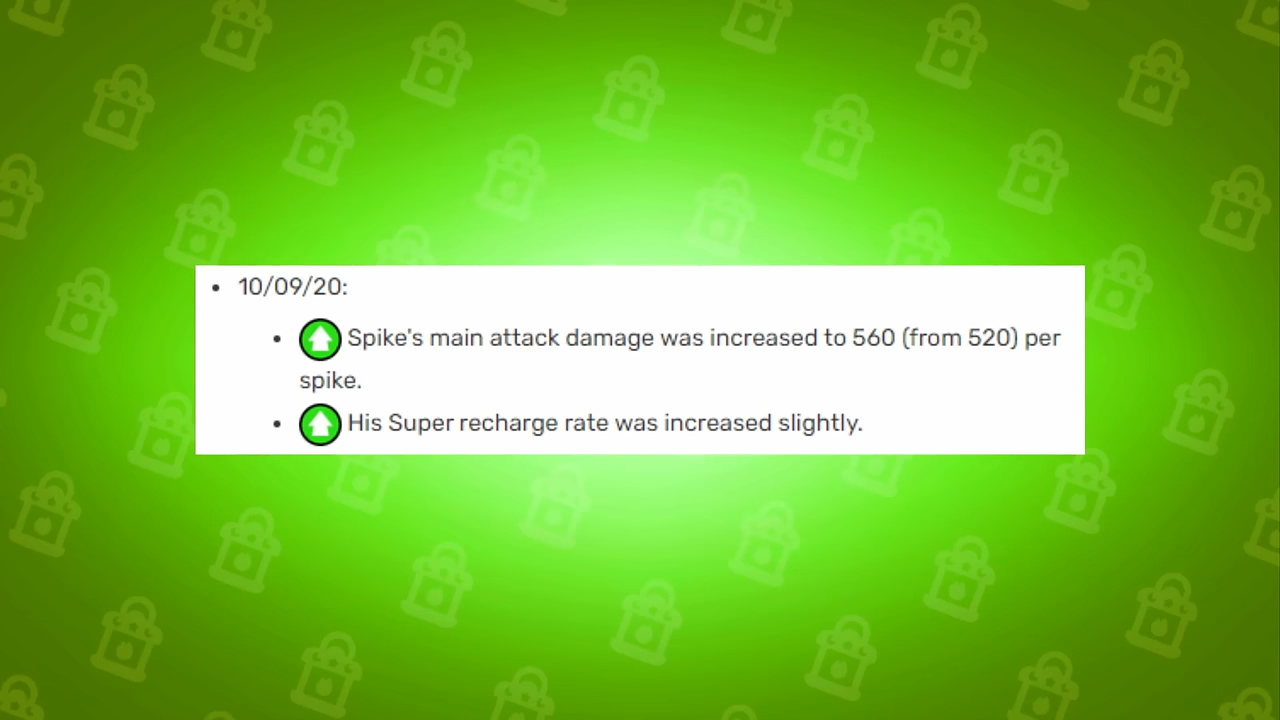 10/09/20:
Spike's main attack damage was increased to 560 (from 520) per
spike.
His Super recharge rate was increased slightly.